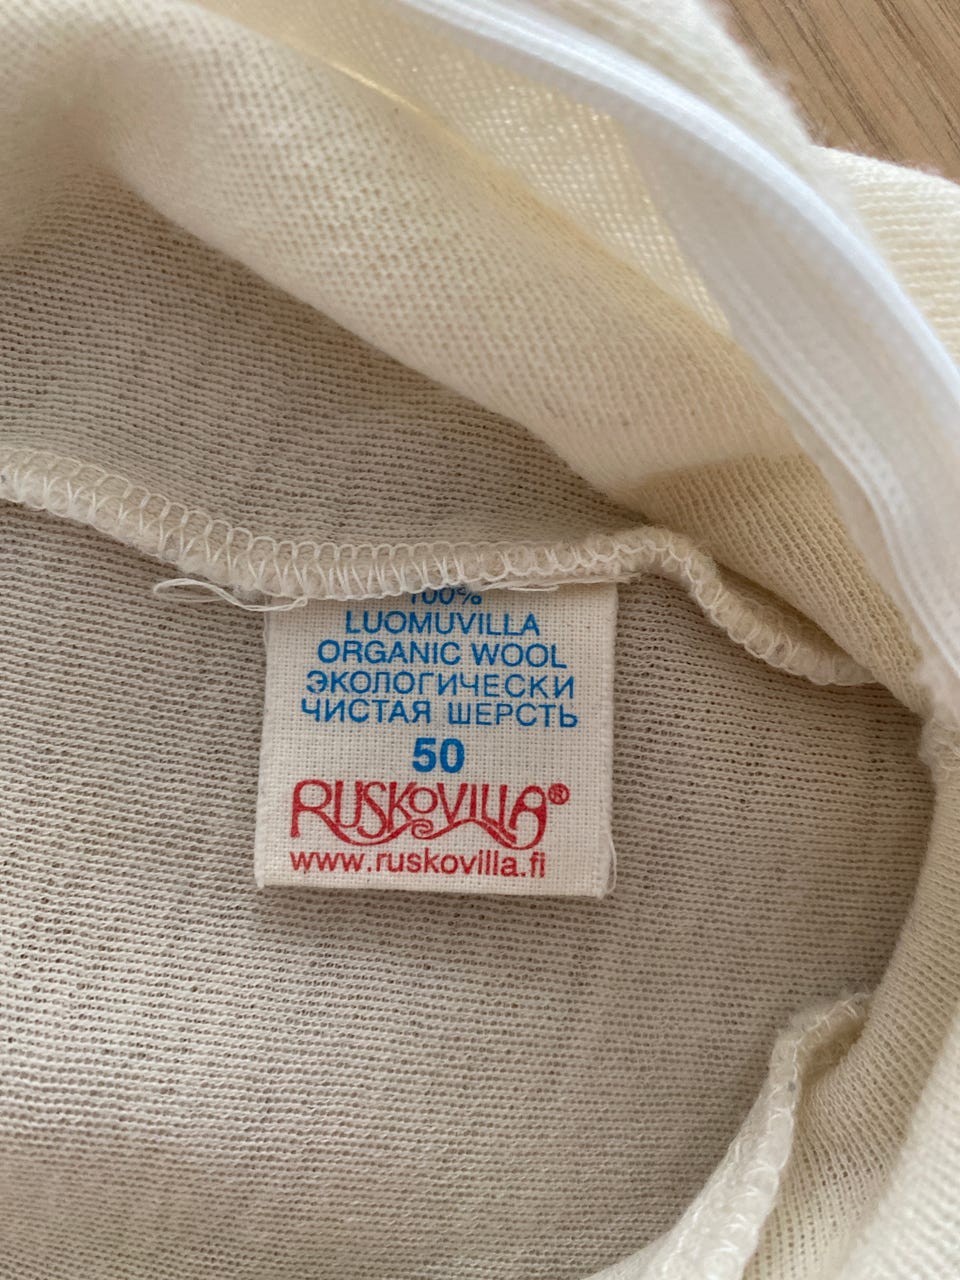 100%
LUOMUVILLA
ORGANIC WOOL
ЭКОЛОГИЧЕСКИ
ЧИСТАЯ ШЕРСТЬ
50
RUSKOVILLA®
www.ruskovilla.fi